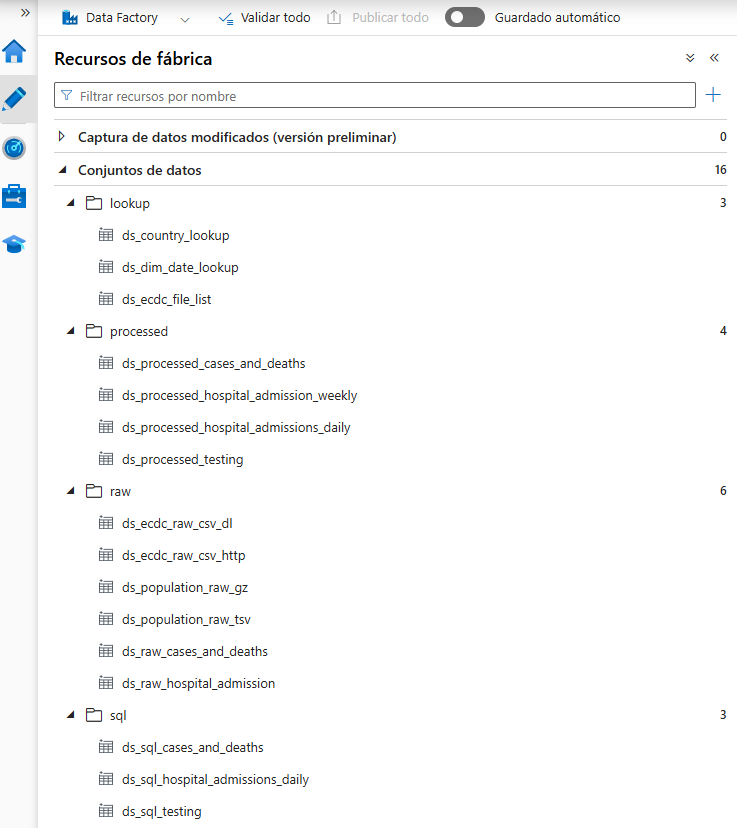 Data Factory Validar todo Publicar todo Guardado automático
Recursos de fábrica
Filtrar recursos por nombre
Captura de datos modificados (versión preliminar) 0
Conjuntos de datos 16
lookup 3
ds_country_lookup
ds_dim_date_lookup
ds_ecdc_file_list
processed 4
ds_processed_cases_and_deaths
ds_processed_hospital_admission_weekly
ds_processed_hospital_admissions_daily
ds_processed_testing
raw 6
ds_ecdc_raw_csv_dl
ds_ecdc_raw_csv_http
ds_population_raw_gz
ds_population_raw_tsv
ds_raw_cases_and_deaths
ds_raw_hospital_admission
sql 3
ds_sql_cases_and_deaths
ds_sql_hospital_admissions_daily
ds_sql_testing